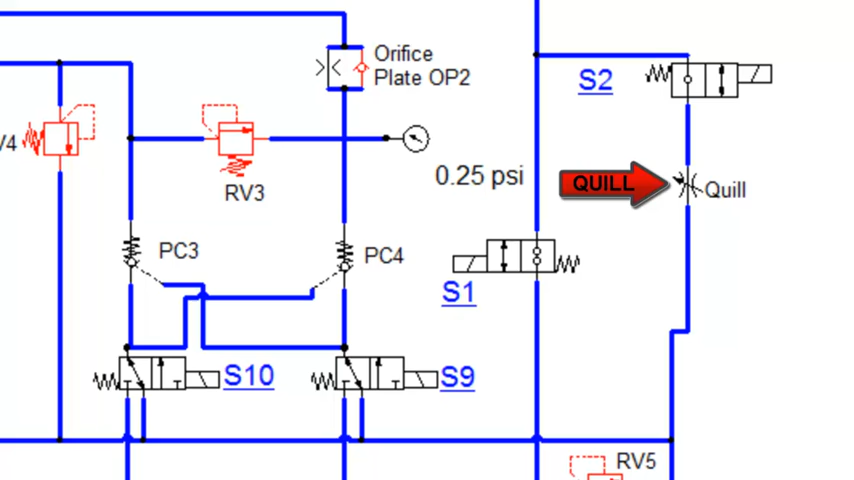 Orifice
Plate OP2
S2
V4
0.25 psi
QUILL
Quill
RV3
PC3
PC4
S1
S10
S9
RV5